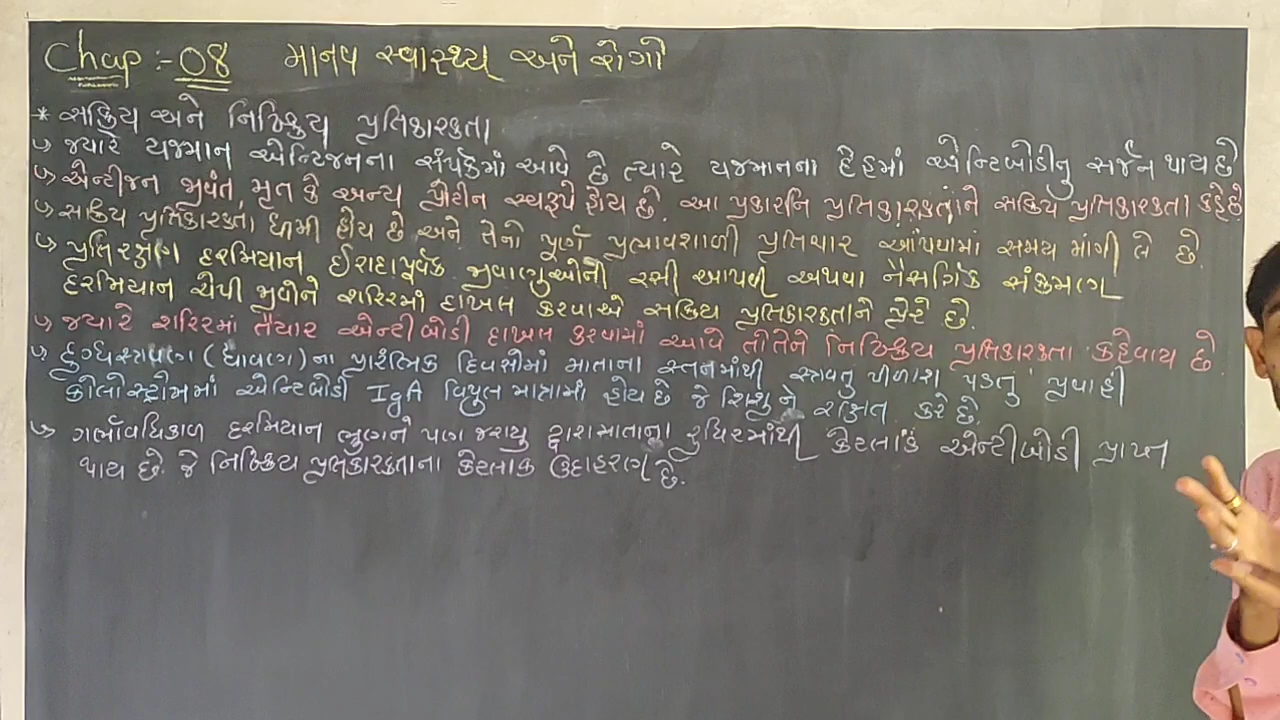 Chap :- 08 માનવ સ્વાસ્થ્ય અને રોગો
* સક્રિય અને નિષ્ક્રિય પ્રતિકારકતા
↳ જ્યારે યજમાન એન્ટિજનના સંપર્કમાં આવે છે ત્યારે યજમાનના દેહમાં એન્ટિબોડીનુ સર્જન થાય છે
↳ એન્ટીજન જીવંત, મૃત કે અન્ય પ્રોટીન સ્વરૂપે હોય છે. આ પ્રકારનિ પ્રતિકારકતાને સક્રિય પ્રતિકારકતા કહે છે
↳ સક્રિય પ્રતિકારકતા ધીમી હોય છે અને તેનો પૂર્ણ પ્રભાવશાળી પ્રતિચાર આપવામાં સમય માંગી લે છે.
↳ પ્રતિરક્ષણ દરમિયાન ઈરાદાપૂર્વક જીવાણુઓની રસી આપવી અથવા નૈસર્ગિક સંક્રમણ
દરમિયાન ચેપી જીવોને શરિરમાં દાખલ કરવાએ સક્રિય પ્રતિકારકતાને પ્રેરે છે.
↳ જ્યારે શરિરમાં તૈયાર એન્ટીબોડી દાખલ કરવામાં આવે તોતેને નિષ્ક્રિય પ્રતિકારકતા કહેવાય છે.
↳ દુગ્ધસ્ત્રાવણ (ધાવણ) ના પ્રારંભિક દિવસોમાં માતાના સ્તનમાંથી સ્ત્રવતુ પીળાશ પડતુ પ્રવાહી
કોલોસ્ટ્રોમમાં એન્ટિબોડી IgA વિપુલ માત્રામાં હોય છે જે શિશુને રક્ષિત કરે છે.
↳ ગર્ભાવધિકાળ દરમિયાન ભ્રુણને પણ જરાયુ દ્વારામાતાના રુધિરમાંથી કેટલાક એન્ટીબોડી પ્રાપ્ત
થાય છે. જે નિષ્ક્રિય પ્રતિકારકતાના કેટલાક ઉદાહરણ છે.